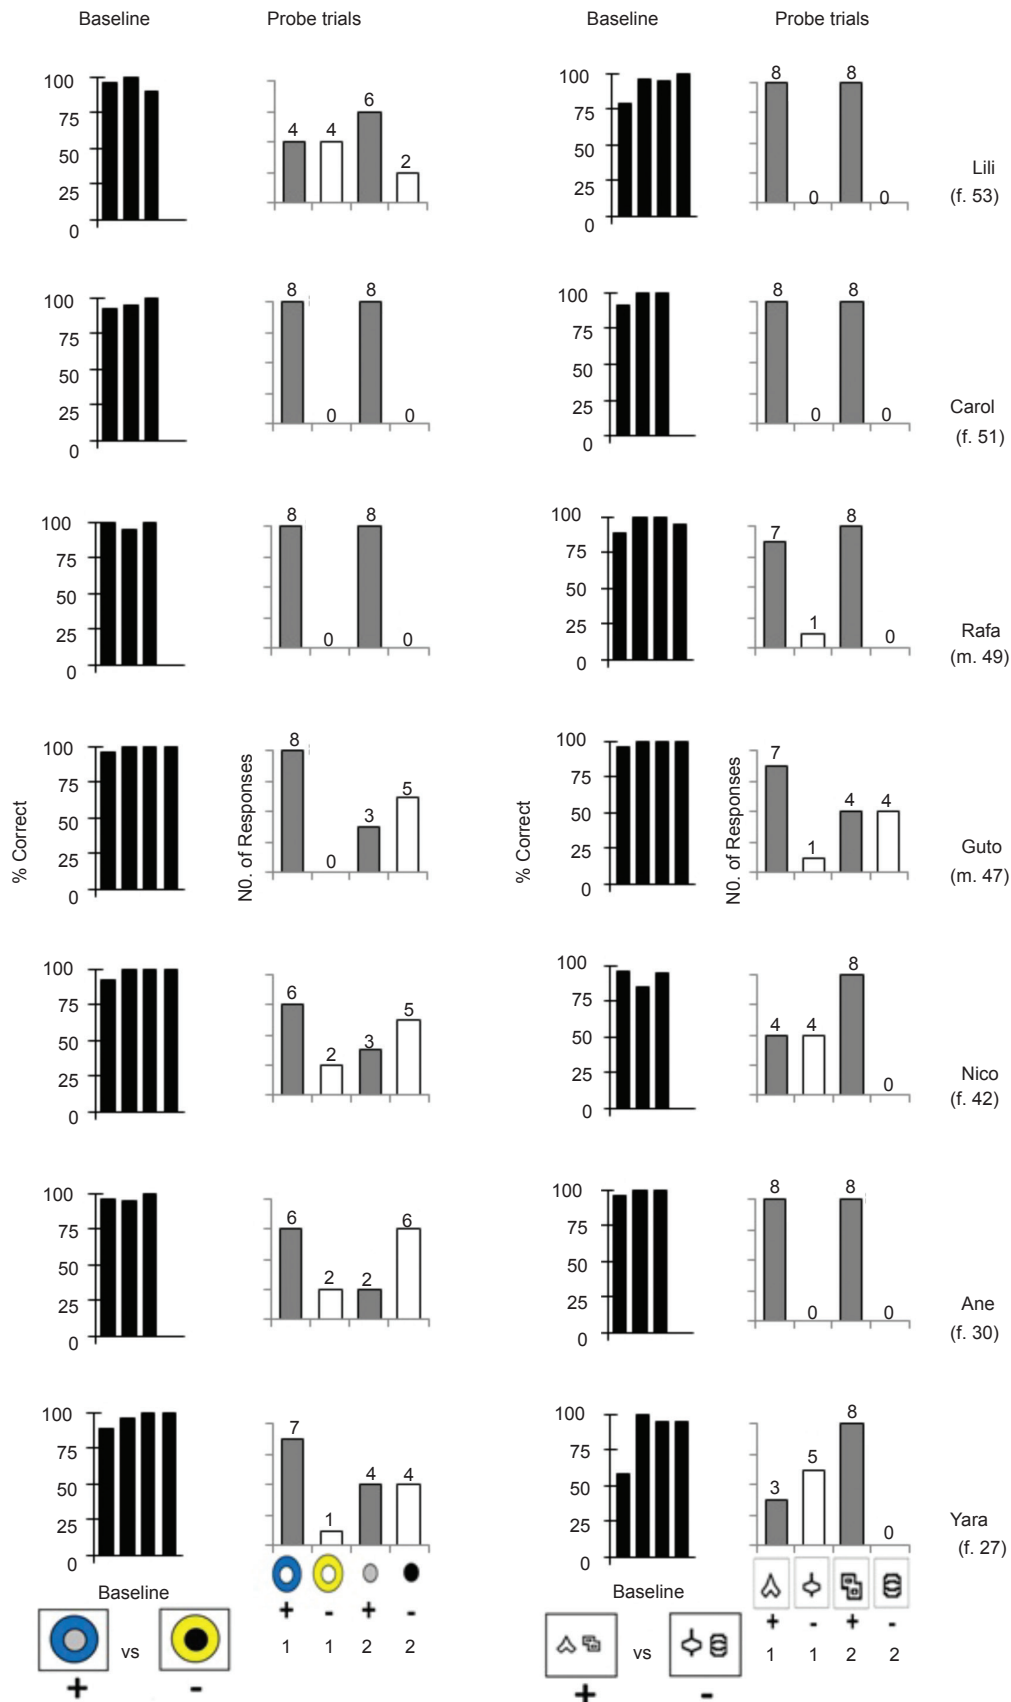 Baseline Probe trials Baseline Probe trials
100 75 50 25 0
4 4 6 2
100 75 50 25 0
8 0 8 0
Lili
(f. 53)
100 75 50 25 0
8 0 8 0
100 75 50 25 0
8 0 8 0
Carol
(f. 51)
100 75 50 25 0
8 0 8 0
100 75 50 25 0
7 1 8 0
Rafa
(m. 49)
% Correct
100 75 50 25 0
N0. of Responses
8 0 3 5
% Correct
100 75 50 25 0
N0. of Responses
7 1 4 4
Guto
(m. 47)
100 75 50 25 0
6 2 3 5
100 75 50 25 0
4 4 8 0
Nico
(f. 42)
100 75 50 25 0
6 2 2 6
100 75 50 25 0
8 0 8 0
Ane
(f. 30)
100 75 50 25 0
7 1 4 4
100 75 50 25 0
3 5 8 0
Yara
(f. 27)
Baseline
vs
+ -
+ - + -
1 1 2 2
Baseline
vs
+ -
+ - + -
1 1 2 2